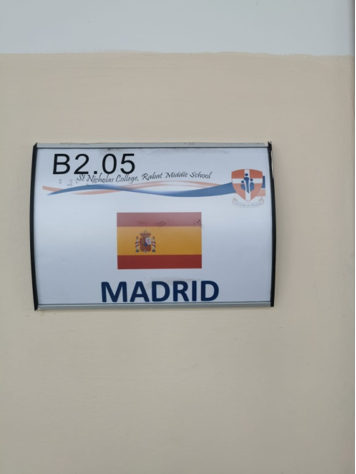 B2.05
St Nicholas College, Rabat Middle School
MADRID